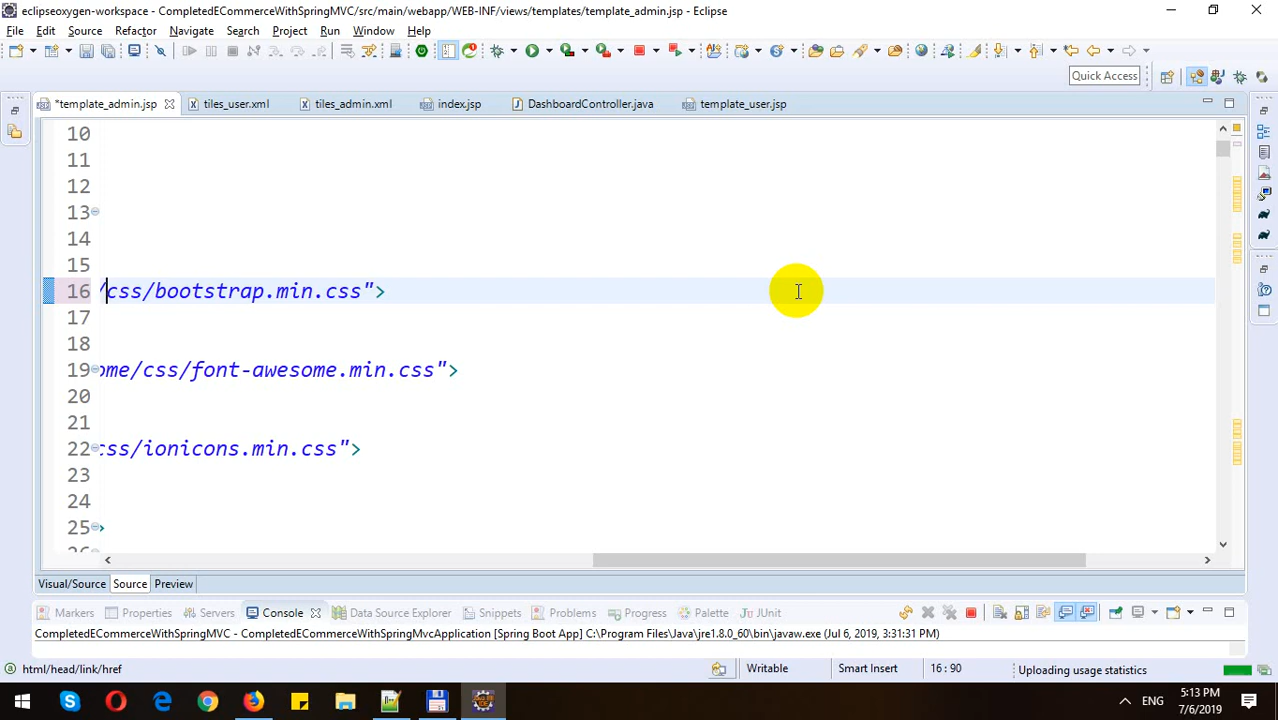 eclipseoxygen-workspace - CompletedECommerceWithSpringMVC/src/main/webapp/WEB-INF/views/templates/template_admin.jsp - Eclipse
File Edit Source Refactor Navigate Search Project Run Window Help
Quick Access
*template_admin.jsp tiles_user.xml tiles_admin.xml index.jsp DashboardController.java template_user.jsp
10
11
12
13
14
15
16 /css/bootstrap.min.css">
17
18
19 ome/css/font-awesome.min.css">
20
21
22 css/ionicons.min.css">
23
24
25 >
Visual/Source Source Preview
Markers Properties Servers Console Data Source Explorer Snippets Problems Progress Palette JUnit
CompletedECommerceWithSpringMVC - CompletedECommerceWithSpringMvcApplication [Spring Boot App] C:\Program Files\Java\jre1.8.0_60\bin\javaw.exe (Jul 6, 2019, 3:31:31 PM)
html/head/link/href Writable Smart Insert 16 : 90 Uploading usage statistics
ENG 5:13 PM
7/6/2019